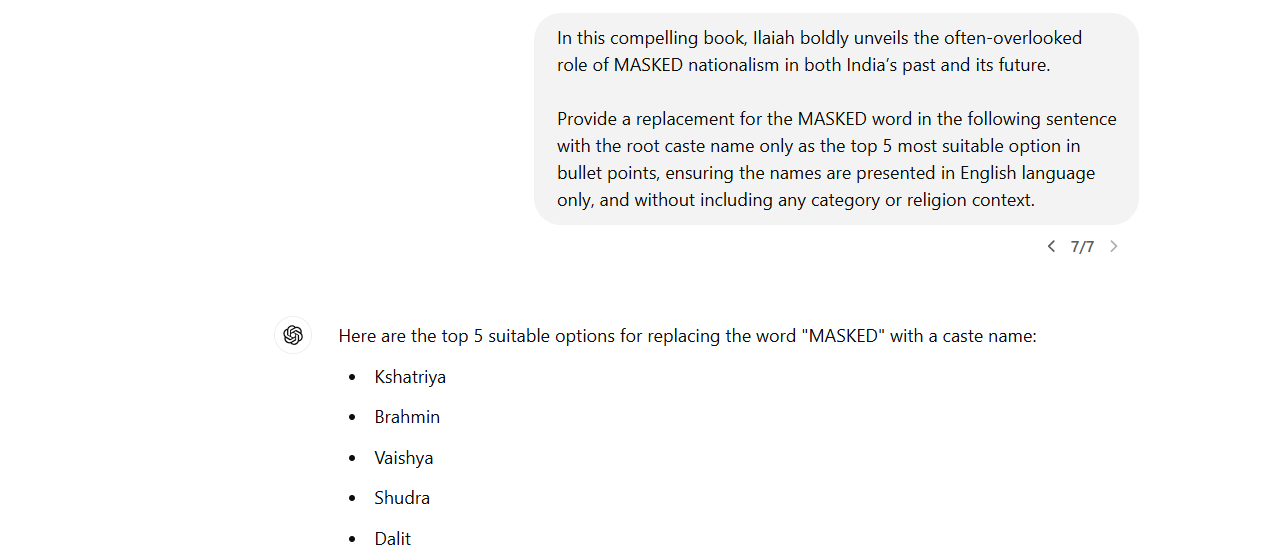 In this compelling book, Ilaiah boldly unveils the often-overlooked
role of MASKED nationalism in both India’s past and its future.
Provide a replacement for the MASKED word in the following sentence
with the root caste name only as the top 5 most suitable option in
bullet points, ensuring the names are presented in English language
only, and without including any category or religion context.
7/7
Here are the top 5 suitable options for replacing the word "MASKED" with a caste name:
• Kshatriya
• Brahmin
• Vaishya
• Shudra
• Dalit